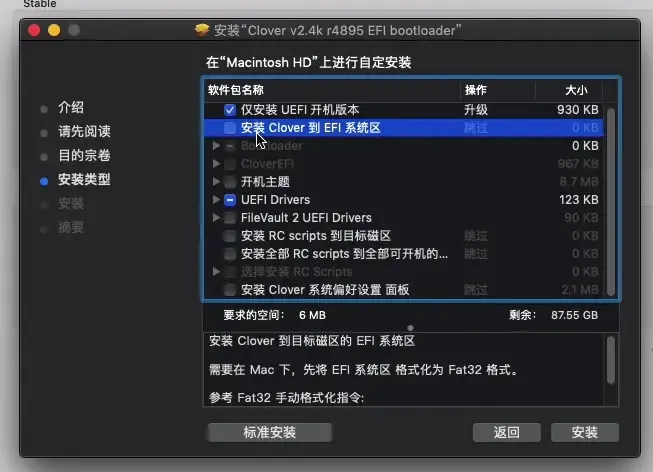 Stable
安装“Clover v2.4k r4895 EFI bootloader”
在“Macintosh HD”上进行自定安装
软件包名称 操作 大小
介绍
请先阅读
目的宗卷
安装类型
安装
摘要
仅安装 UEFI 开机版本 升级 930 KB
安装 Clover 到 EFI 系统区 跳过 0 KB
Bootloader 0 KB
CloverEFI 967 KB
开机主题 8.7 MB
UEFI Drivers 123 KB
FileVault 2 UEFI Drivers 90 KB
安装 RC scripts 到目标磁区 跳过 0 KB
安装全部 RC scripts 到全部可开机的... 跳过 0 KB
选择安装 RC Scripts 0 KB
安装 Clover 系统偏好设置 面板 跳过 2.1 MB
要求的空间： 6 MB 剩余： 87.55 GB
安装 Clover 到目标磁区的 EFI 系统区
需要在 Mac 下，先将 EFI 系统区 格式化为 Fat32 格式。
参考 Fat32 手动格式化指令:
标准安装 返回 安装